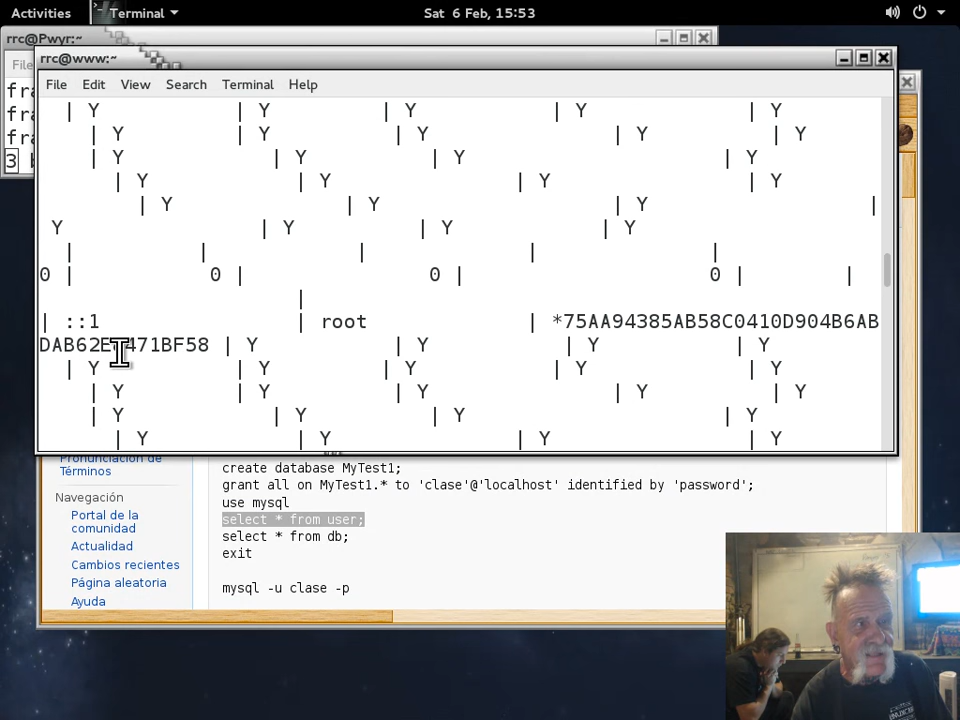 Activities Terminal Sat 6 Feb, 15:53
rrc@Pwyr:~
rrc@www:~
File Edit View Search Terminal Help
| Y | Y | Y | Y | Y
| Y | Y | Y | Y | Y
| Y | Y | Y | Y
| Y | Y | Y | Y
| Y | Y | Y |
Y | Y | Y | Y
| | | | |
0 | 0 | 0 | 0 | |
|
| ::1 | root | *75AA94385AB58C0410D904B6AB
471BF58 | Y | Y | Y | Y
| Y | Y | Y | Y | Y
| Y | Y | Y | Y | Y
| Y | Y | Y | Y
| Y | Y | Y | Y
Términos
Navegación
Portal de la
comunidad
Actualidad
Cambios recientes
Página aleatoria
Ayuda
create database MyTest1;
grant all on MyTest1.* to 'clase'@'localhost' identified by 'password';
use mysql
select * from user;
select * from db;
exit
mysql -u clase -p